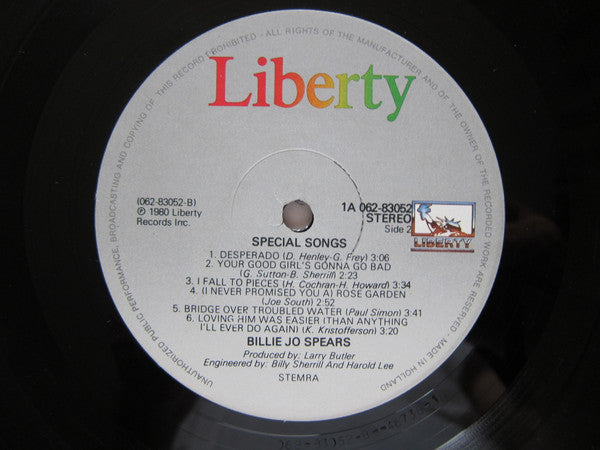 ALL RIGHTS OF THE MANUFACTURER AND OF THE OWNER OF THE RECORDED WORK ARE RESERVED - MADE IN HOLLAND
UNAUTHORIZED PUBLIC PERFORMANCE, BROADCASTING AND COPYING OF THIS RECORD PROHIBITED -
Liberty
(062-83052-B)
℗ 1980 Liberty
Records Inc.
1A 062-83052
STEREO
Side 2
LIBERTY
SPECIAL SONGS
1. DESPERADO (D. Henley-G. Frey) 3:06
2. YOUR GOOD GIRL'S GONNA GO BAD
(G. Sutton-B. Sherrill) 2:23
3. I FALL TO PIECES (H. Cochran-H. Howard) 3:34
4. (I NEVER PROMISED YOU A) ROSE GARDEN
(Joe South) 2:52
5. BRIDGE OVER TROUBLED WATER (Paul Simon) 3:41
6. LOVING HIM WAS EASIER (THAN ANYTHING
I'LL EVER DO AGAIN) (K. Kristofferson) 3:20
BILLIE JO SPEARS
Produced by: Larry Butler
Engineered by: Billy Sherrill And Harold Lee
STEMRA